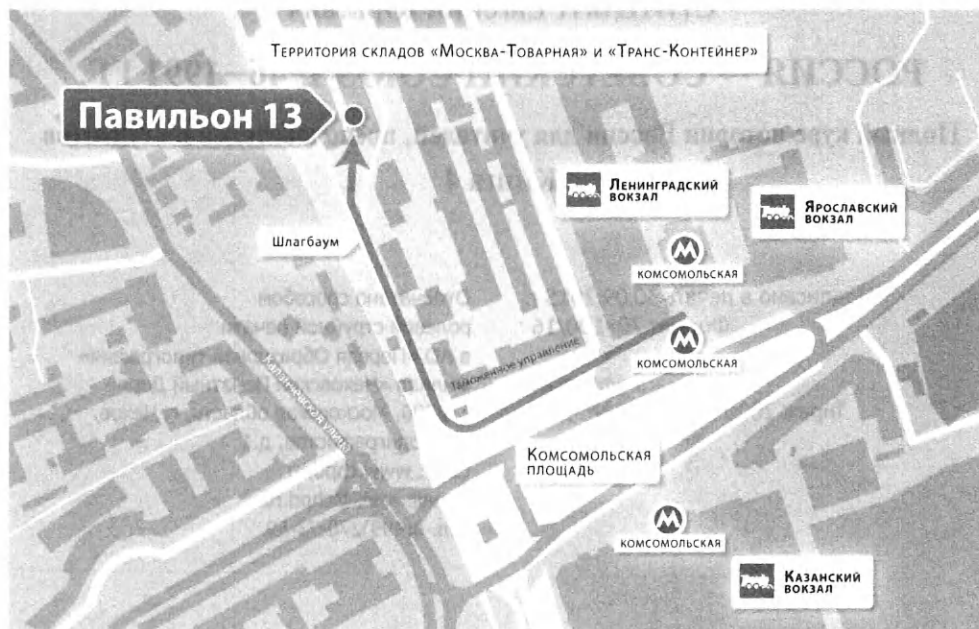 Территория складов «Москва-Товарная» и «Транс-Контейнер»
Павильон 13
Ленинградский
вокзал
Ярославский
вокзал
Шлагбаум
КОМСОМОЛЬСКАЯ
КОМСОМОЛЬСКАЯ
Таможенное управление
Каланчевская улица
Комсомольская
площадь
КОМСОМОЛЬСКАЯ
Казанский
вокзал